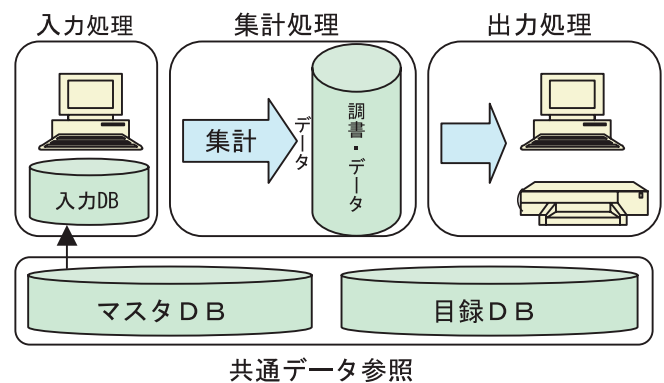 入力処理
集計処理
出力処理
集計
データ
調書・データ
入力DB
マスタDB
目録DB
共通データ参照